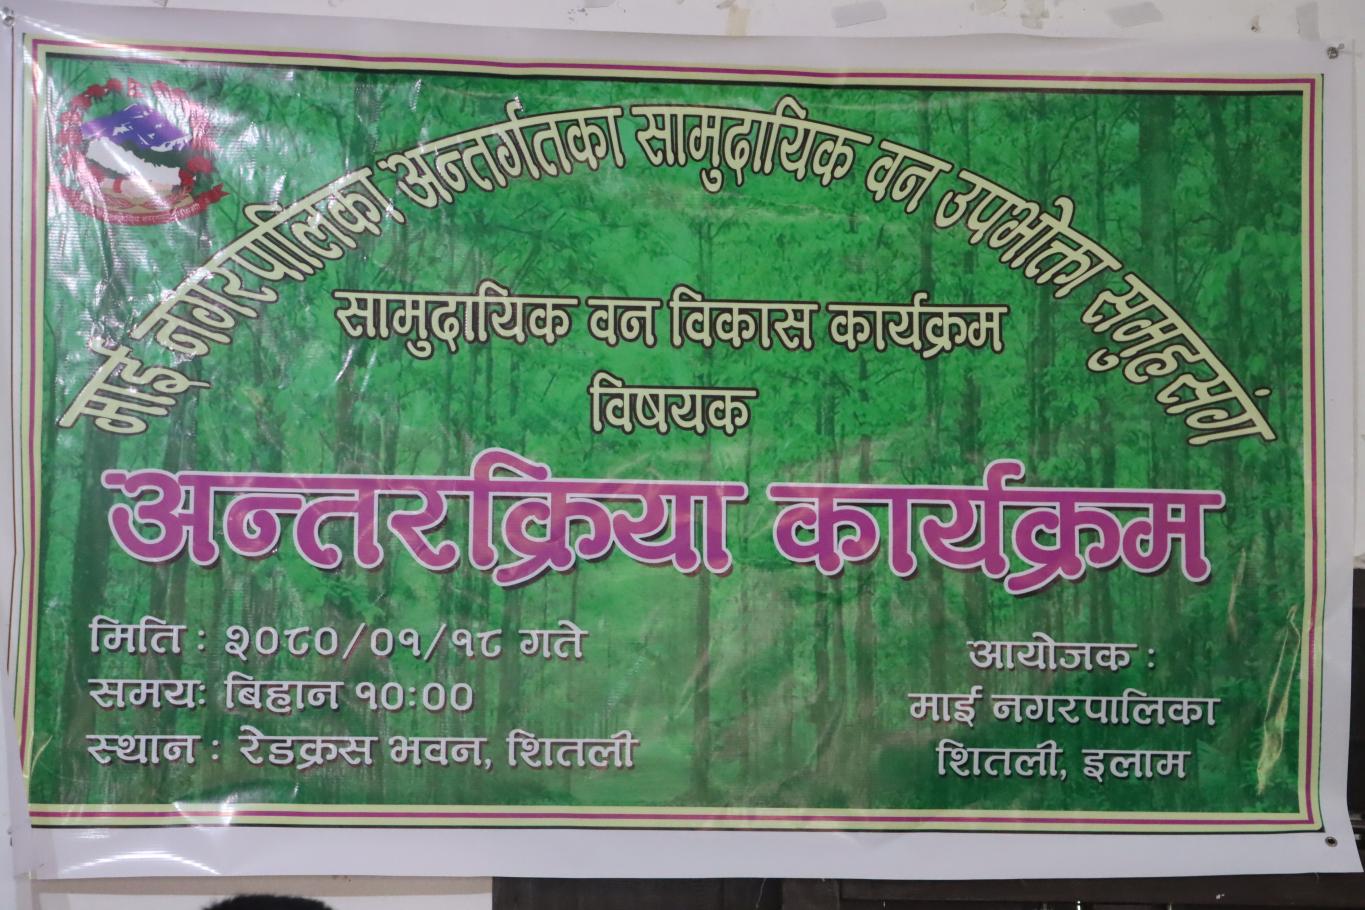 माई नगरपालिका अन्तर्गतका सामुदायिक वन उपभोक्ता समुहसगं
सामुदायिक वन विकास कार्यक्रम
विषयक
अन्तरक्रिया कार्यक्रम
मिति : २०८०/०१/१८ गते
समयः बिहान १०:००
स्थान : रेडक्रस भवन, शितली
आयोजक :
माई नगरपालिका
शितली, इलाम